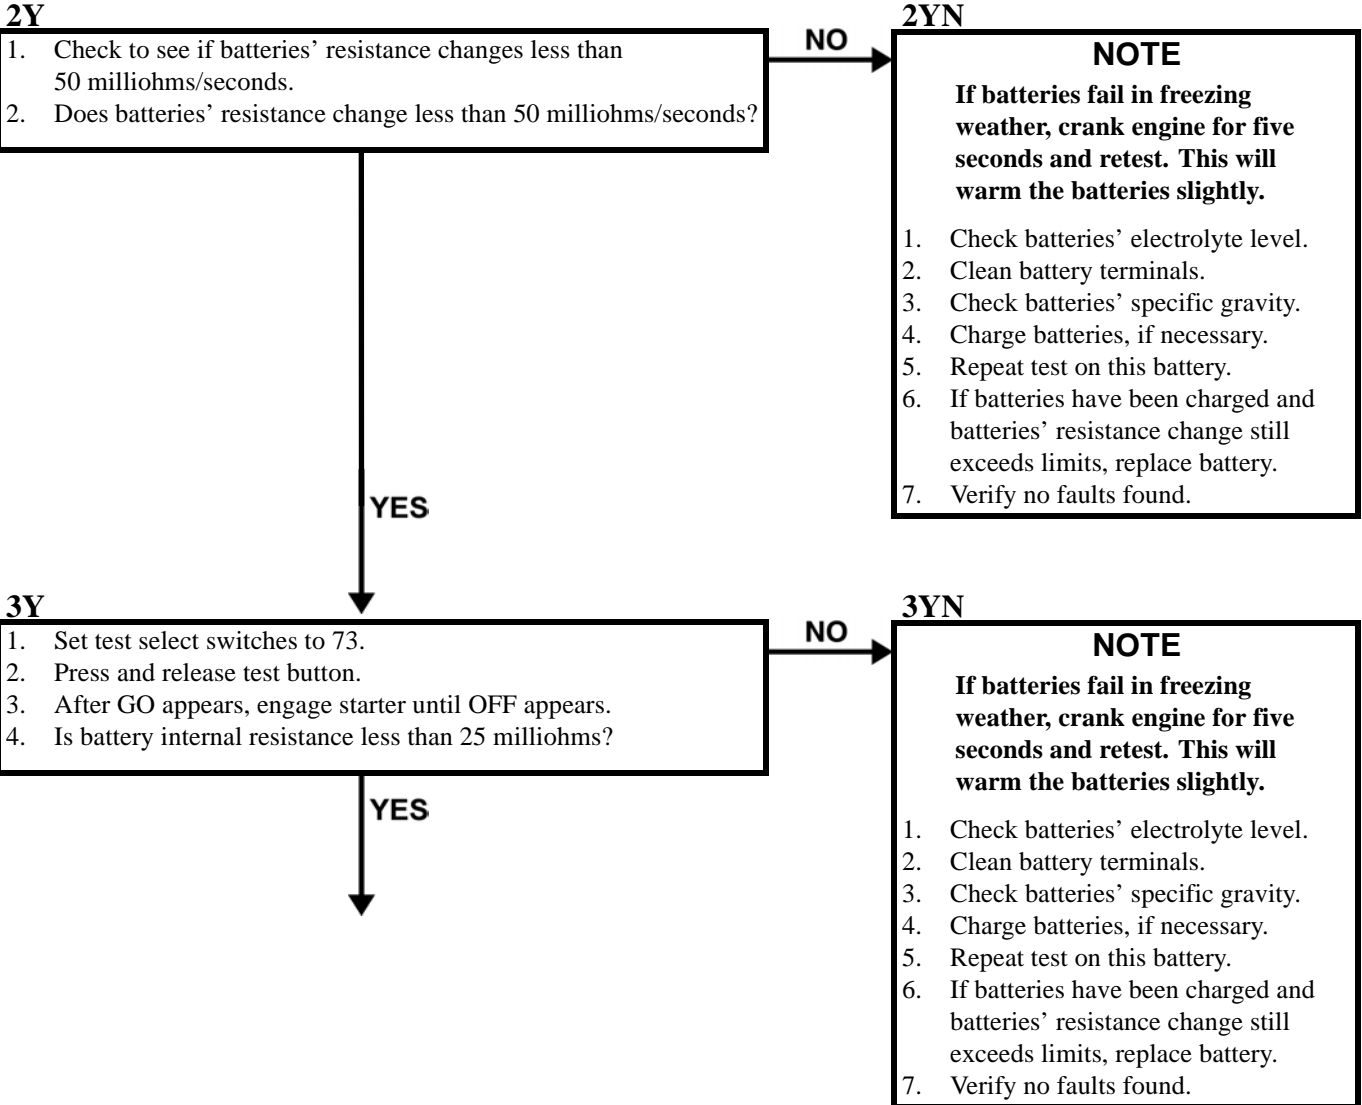 2Y
1. Check to see if batteries’ resistance changes less than
50 milliohms/seconds.
2. Does batteries’ resistance change less than 50 milliohms/seconds?
NO
2YN
NOTE
If batteries fail in freezing
weather, crank engine for five
seconds and retest. This will
warm the batteries slightly.
1. Check batteries’ electrolyte level.
2. Clean battery terminals.
3. Check batteries’ specific gravity.
4. Charge batteries, if necessary.
5. Repeat test on this battery.
6. If batteries have been charged and
batteries’ resistance change still
exceeds limits, replace battery.
7. Verify no faults found.
YES
3Y
1. Set test select switches to 73.
2. Press and release test button.
3. After GO appears, engage starter until OFF appears.
4. Is battery internal resistance less than 25 milliohms?
NO
3YN
NOTE
If batteries fail in freezing
weather, crank engine for five
seconds and retest. This will
warm the batteries slightly.
1. Check batteries’ electrolyte level.
2. Clean battery terminals.
3. Check batteries’ specific gravity.
4. Charge batteries, if necessary.
5. Repeat test on this battery.
6. If batteries have been charged and
batteries’ resistance change still
exceeds limits, replace battery.
7. Verify no faults found.
YES